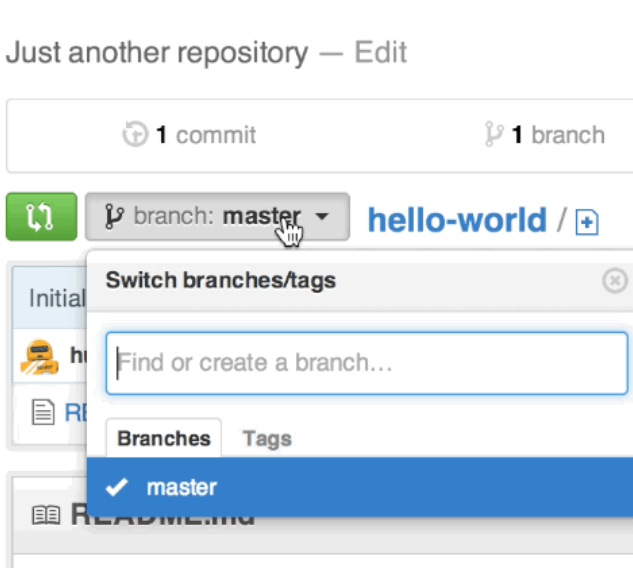 Just another repository — Edit
1 commit
1 branch
branch: master
hello-world /
Switch branches/tags
Initial
Find or create a branch...
Branches
Tags
master
README.md